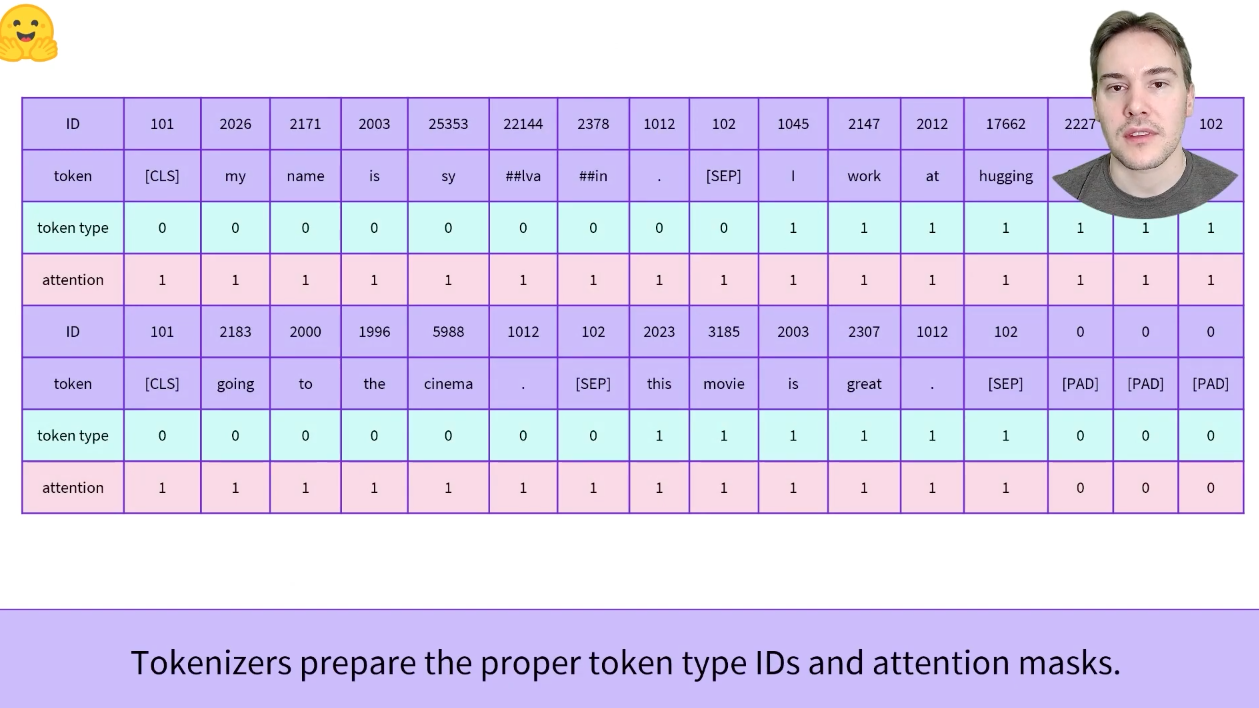 ID 101 2026 2171 2003 25353 22144 2378 1012 102 1045 2147 2012 17662 2227 102
token [CLS] my name is sy ##lva ##in . [SEP] I work at hugging
token type 0 0 0 0 0 0 0 0 0 1 1 1 1 1 1 1
attention 1 1 1 1 1 1 1 1 1 1 1 1 1 1 1 1
ID 101 2183 2000 1996 5988 1012 102 2023 3185 2003 2307 1012 102 0 0 0
token [CLS] going to the cinema . [SEP] this movie is great . [SEP] [PAD] [PAD] [PAD]
token type 0 0 0 0 0 0 0 1 1 1 1 1 1 0 0 0
attention 1 1 1 1 1 1 1 1 1 1 1 1 1 0 0 0
Tokenizers prepare the proper token type IDs and attention masks.